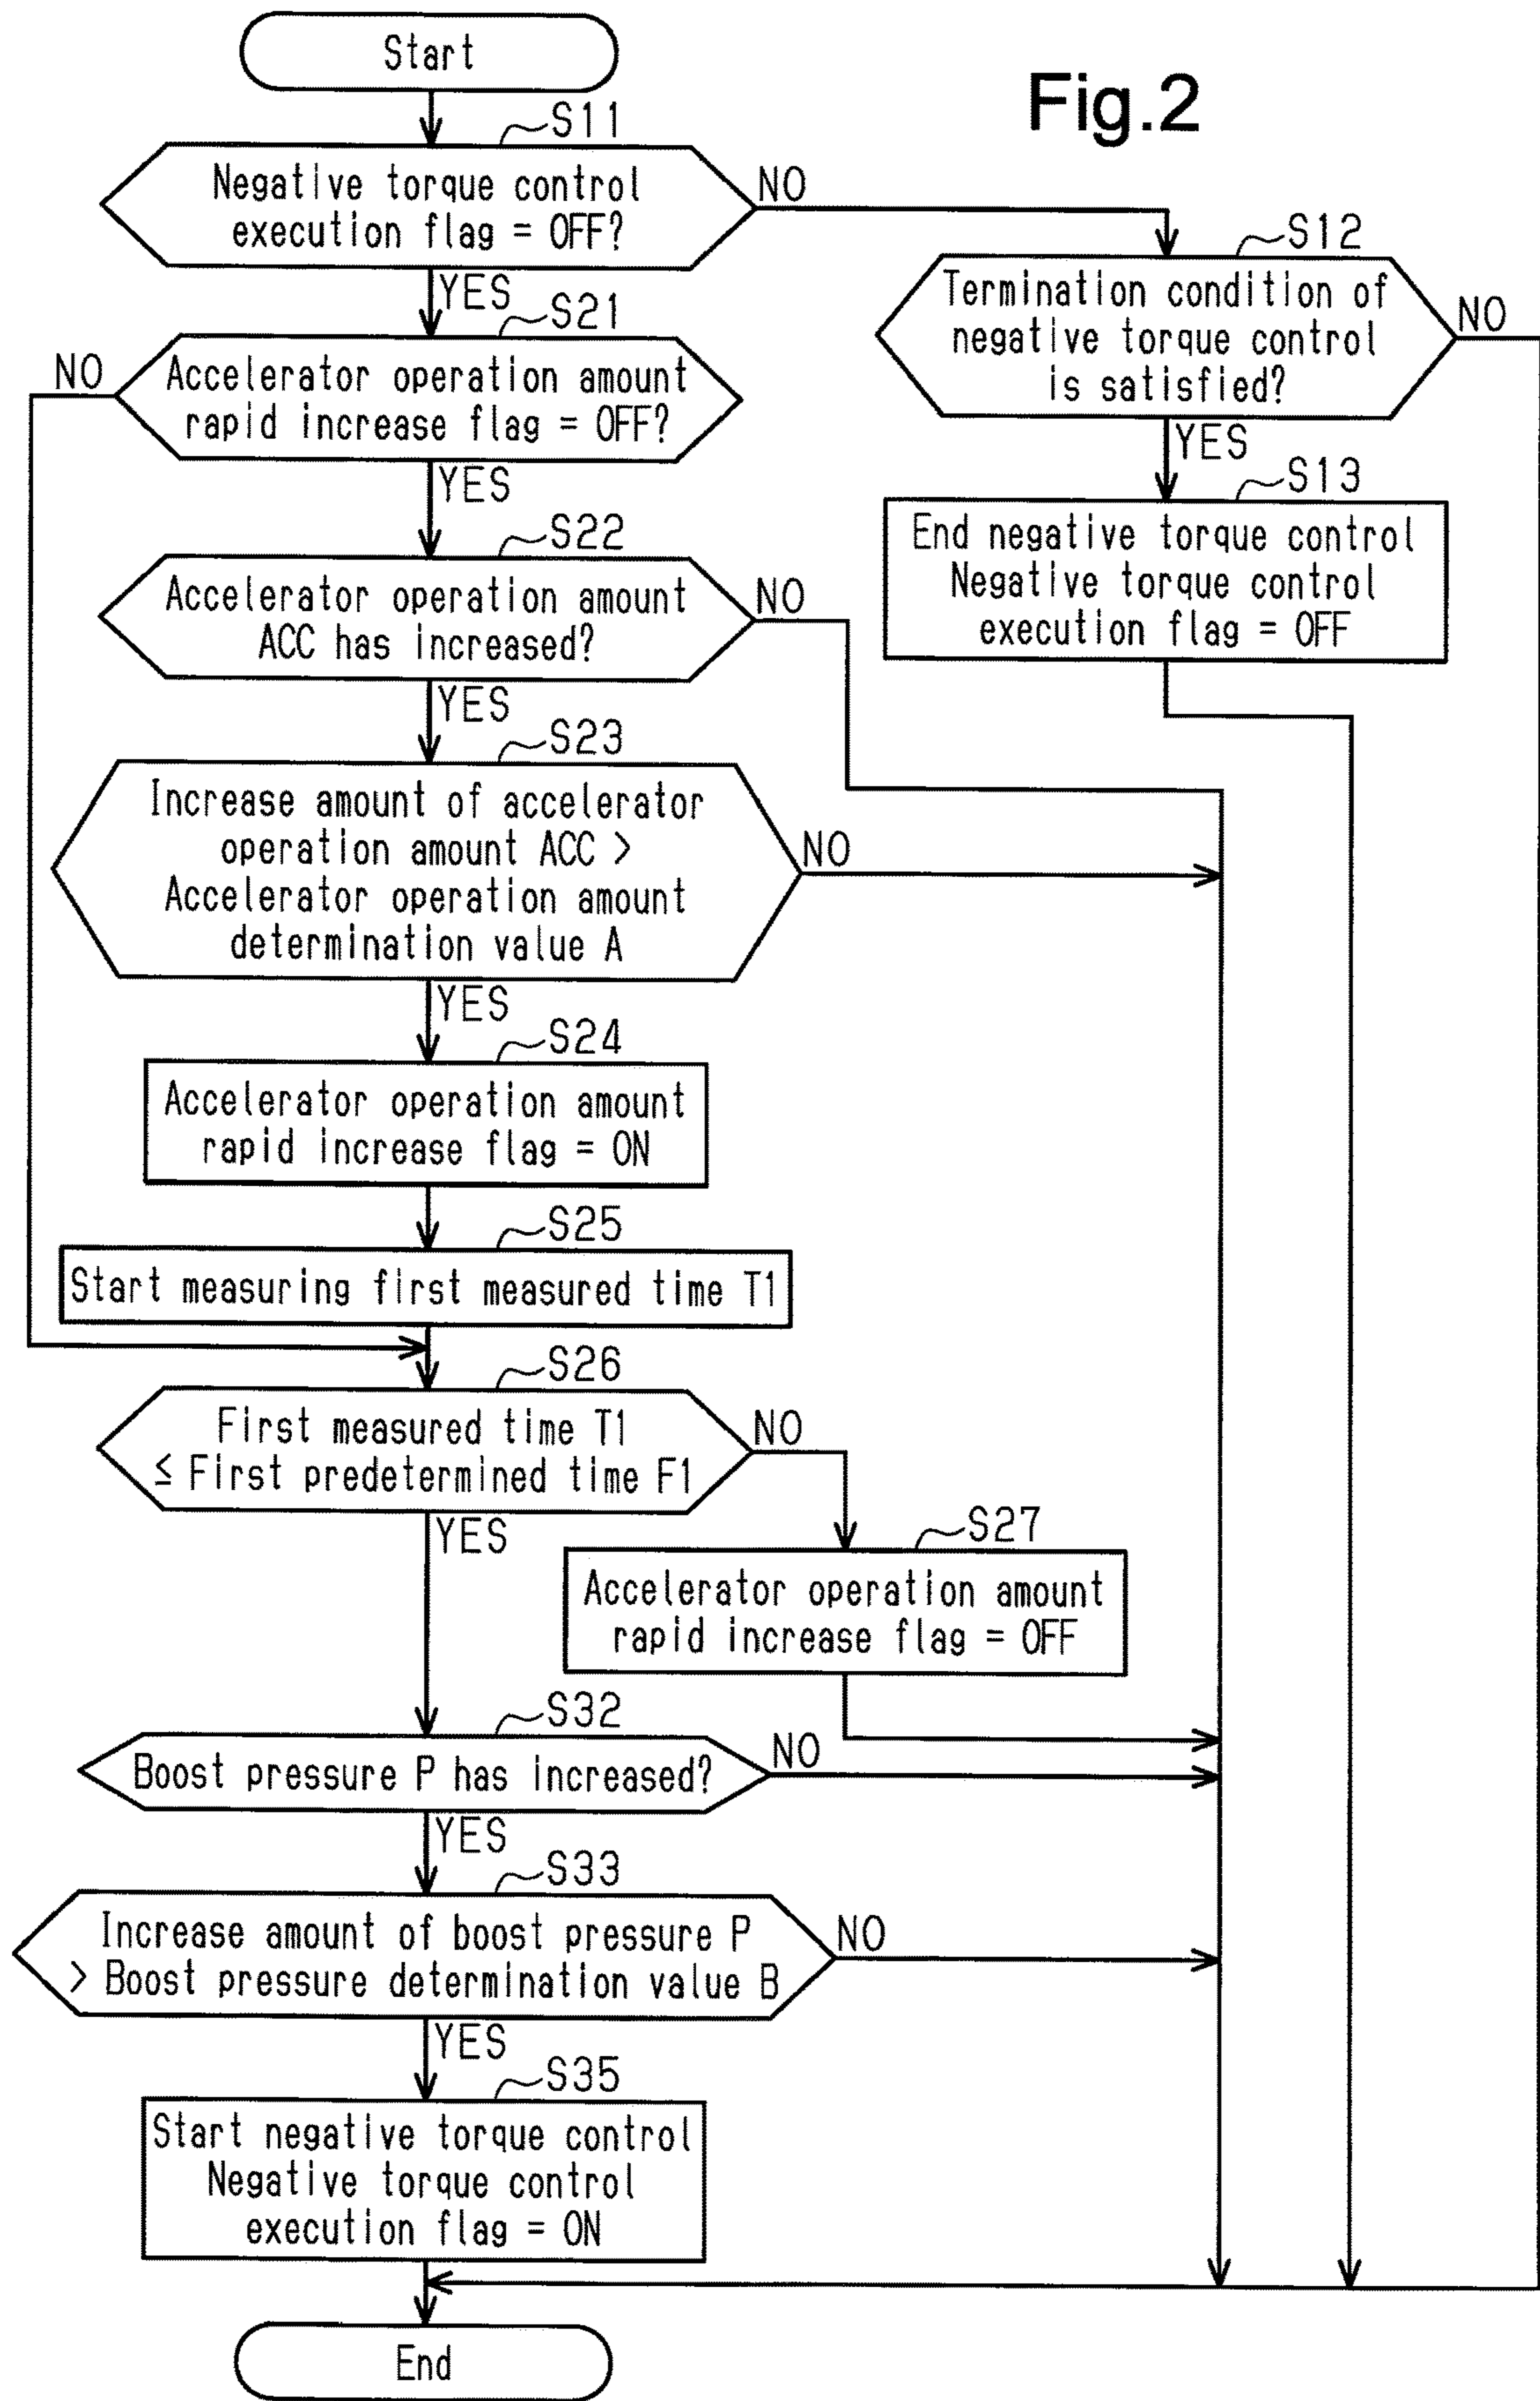 Start
Fig.2
S11
Negative torque control
execution flag = OFF?
NO
YES
S12
Termination condition of
negative torque control
is satisfied?
NO
YES
S13
End negative torque control
Negative torque control
execution flag = OFF
S21
NO
Accelerator operation amount
rapid increase flag = OFF?
YES
S22
Accelerator operation amount
ACC has increased?
NO
YES
S23
Increase amount of accelerator
operation amount ACC >
Accelerator operation amount
determination value A
NO
YES
S24
Accelerator operation amount
rapid increase flag = ON
S25
Start measuring first measured time T1
S26
First measured time T1
≤ First predetermined time F1
NO
YES
S27
Accelerator operation amount
rapid increase flag = OFF
S32
Boost pressure P has increased?
NO
YES
S33
Increase amount of boost pressure P
> Boost pressure determination value B
NO
YES
S35
Start negative torque control
Negative torque control
execution flag = ON
End